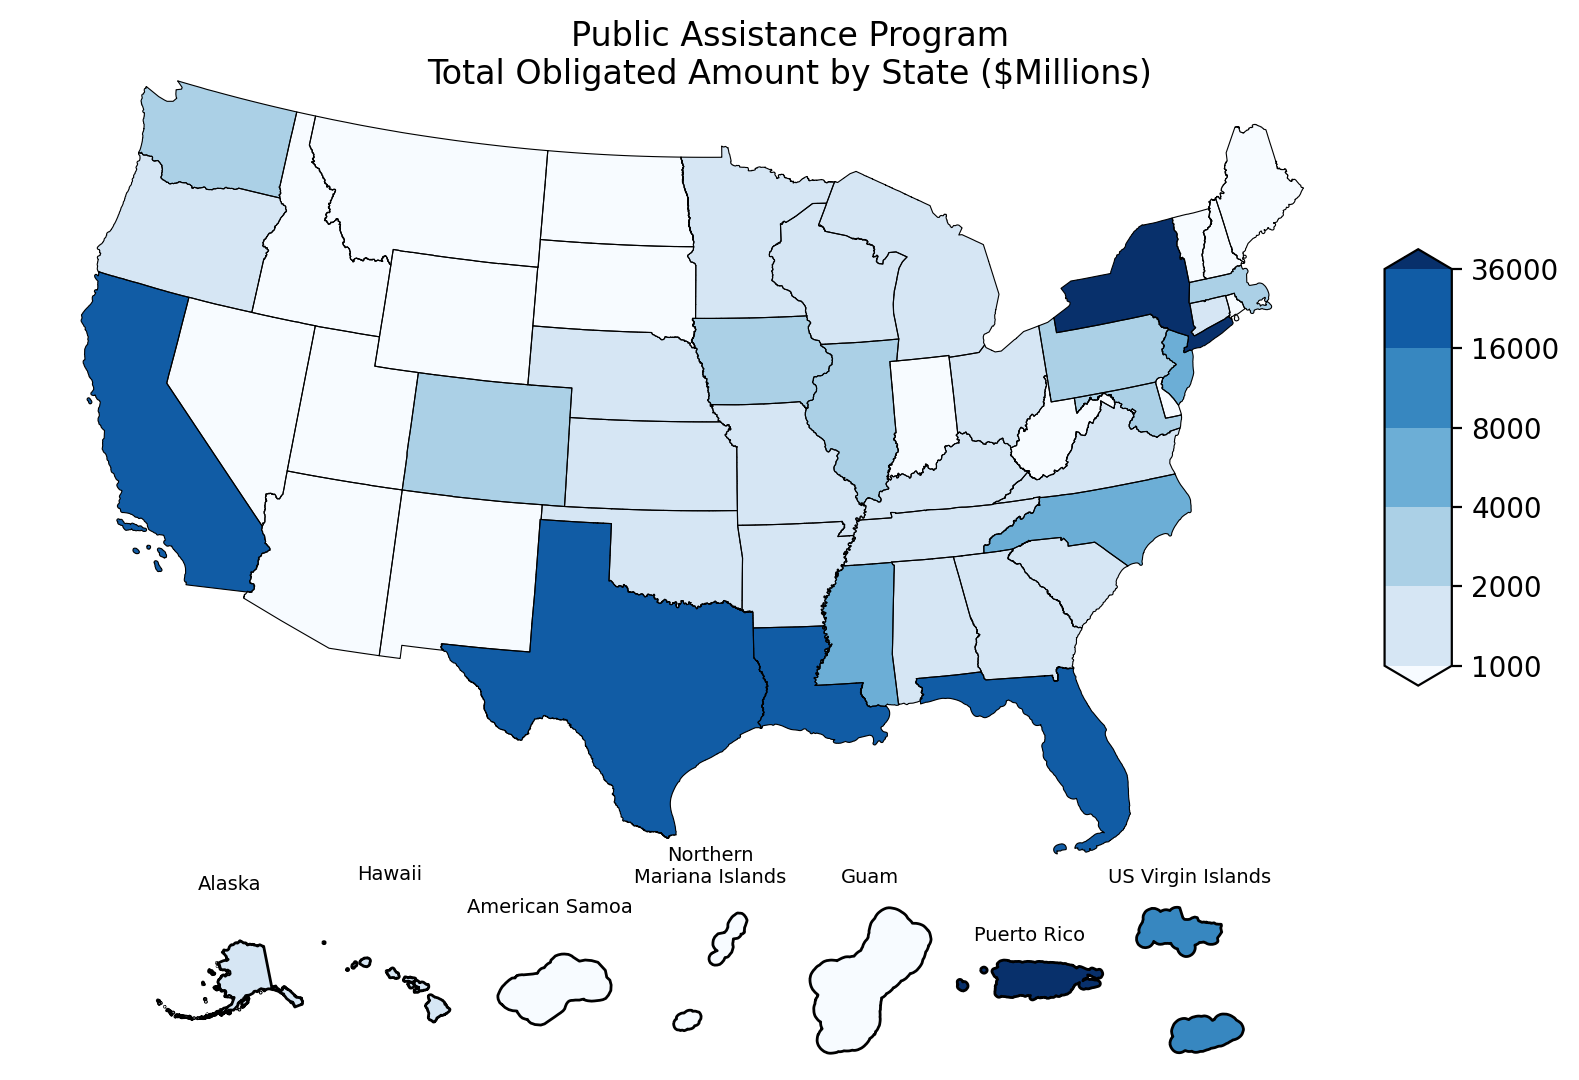 Public Assistance Program
Total Obligated Amount by State ($Millions)
36000
16000
8000
4000
2000
1000
Alaska
Hawaii
American Samoa
Northern
Mariana Islands
Guam
Puerto Rico
US Virgin Islands